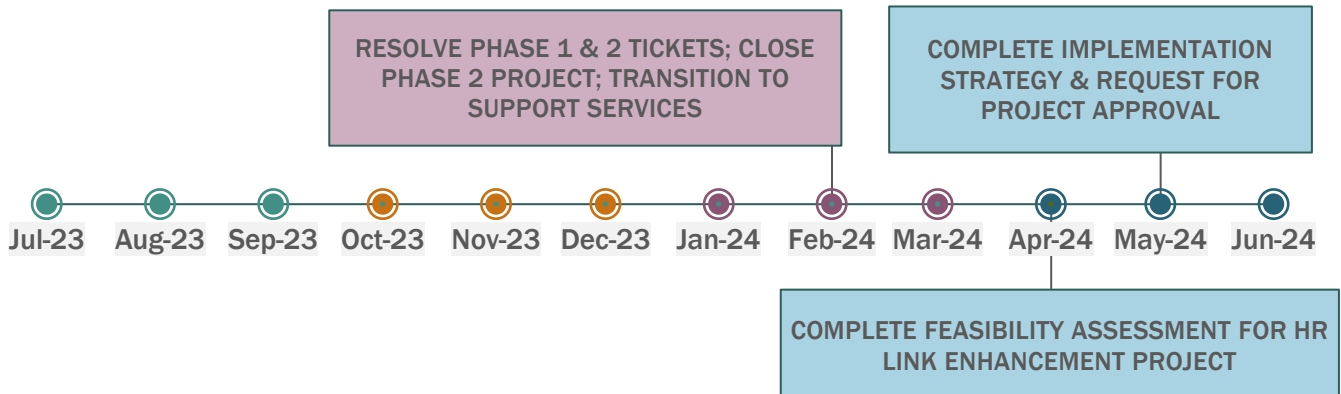 RESOLVE PHASE 1 & 2 TICKETS; CLOSE
PHASE 2 PROJECT; TRANSITION TO
SUPPORT SERVICES
COMPLETE IMPLEMENTATION
STRATEGY & REQUEST FOR
PROJECT APPROVAL
Jul-23 Aug-23 Sep-23 Oct-23 Nov-23 Dec-23 Jan-24 Feb-24 Mar-24 Apr-24 May-24 Jun-24
COMPLETE FEASIBILITY ASSESSMENT FOR HR
LINK ENHANCEMENT PROJECT